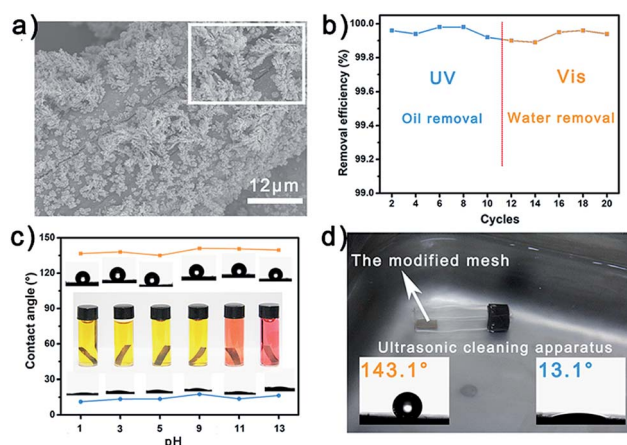 a)
12μm
b)
Removal efficiency (%)
100.0
99.8
99.6
99.4
99.2
99.0
UV
Vis
Oil removal
Water removal
2 4 6 8 10 12 14 16 18 20
Cycles
c)
Contact angle (°)
150
120
90
60
30
0
1 3 5 9 11 13
pH
d)
The modified mesh
Ultrasonic cleaning apparatus
143.1°
13.1°